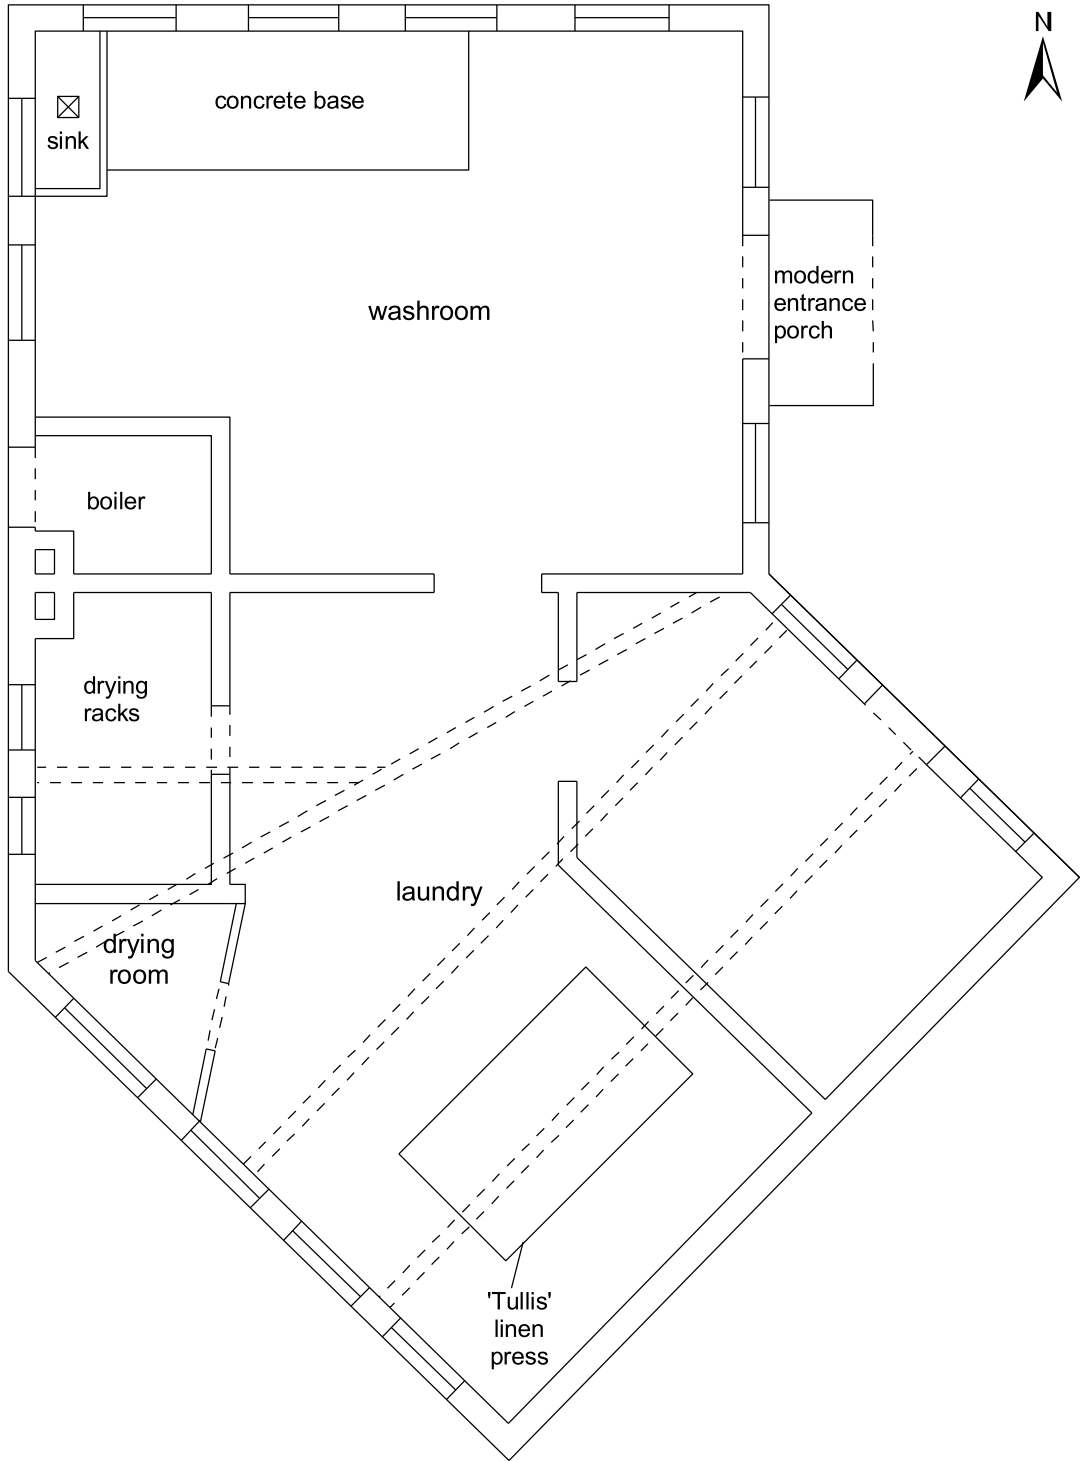 N
concrete base
sink
modern
entrance
porch
washroom
boiler
drying
racks
laundry
drying
room
'Tullis'
linen
press